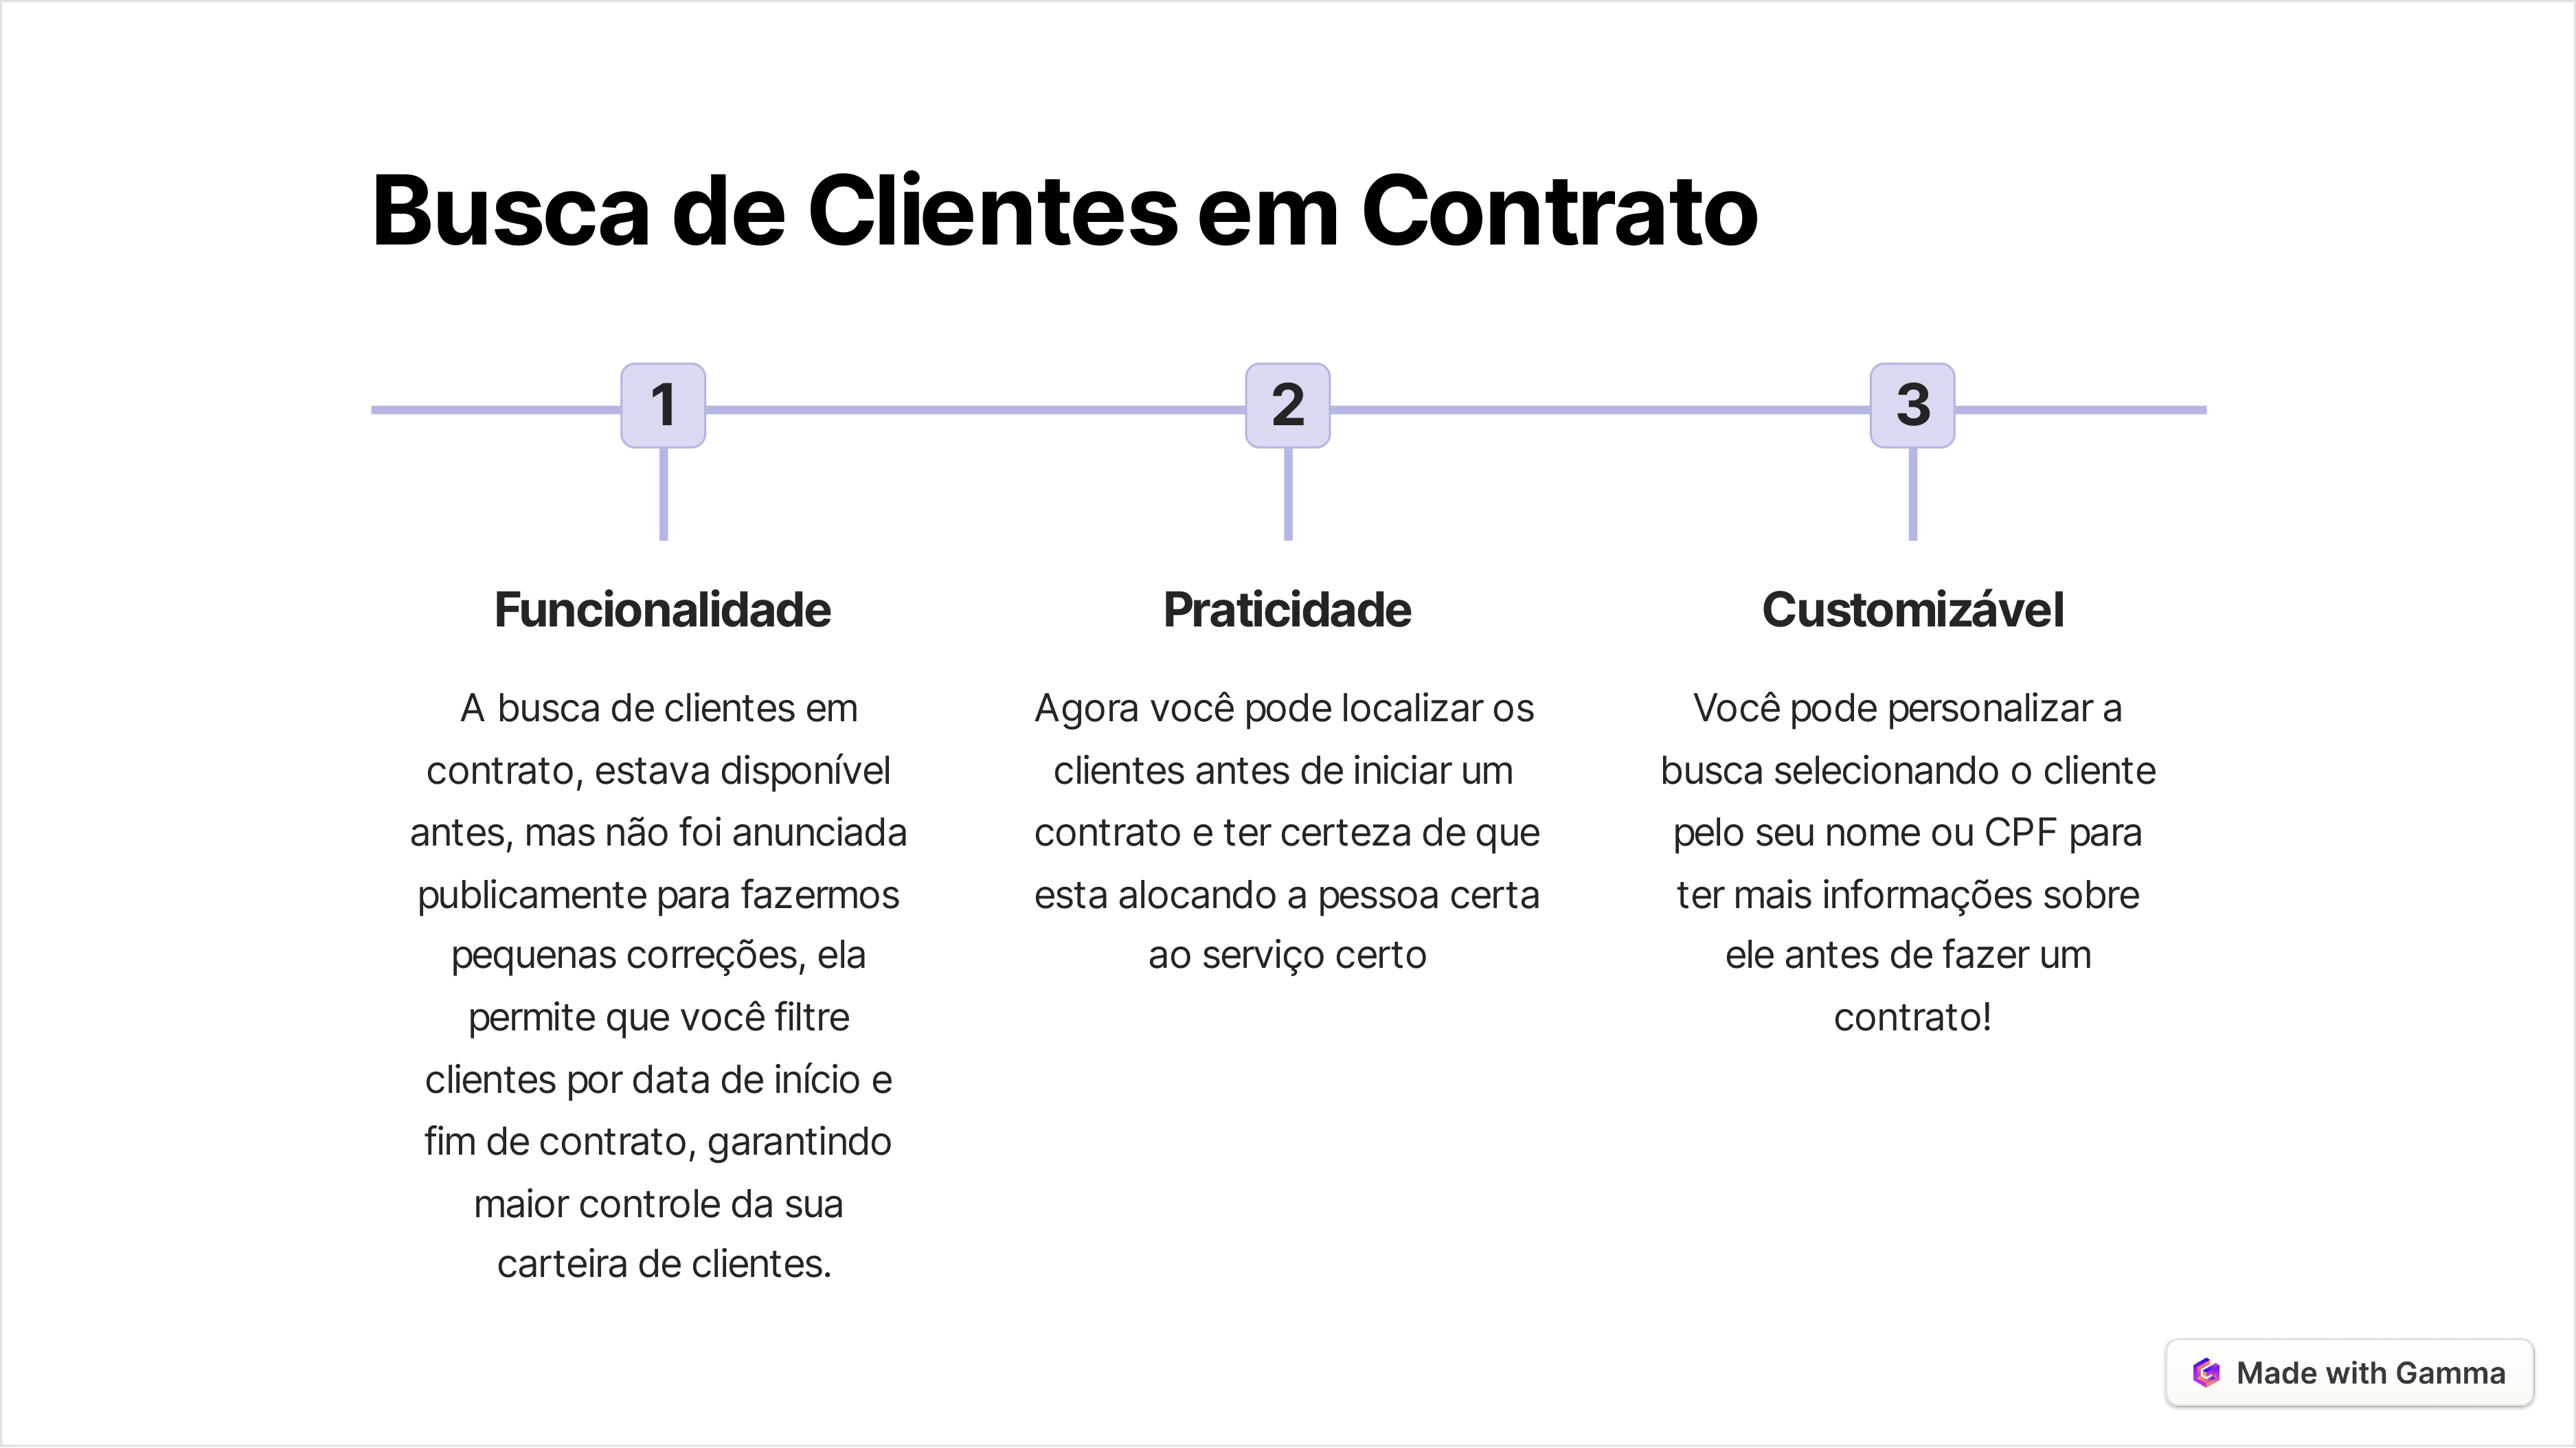 Busca de Clientes em Contrato
1
2
3
Funcionalidade
A busca de clientes em
contrato, estava disponível
antes, mas não foi anunciada
publicamente para fazermos
pequenas correções, ela
permite que você filtre
clientes por data de início e
fim de contrato, garantindo
maior controle da sua
carteira de clientes.
Praticidade
Agora você pode localizar os
clientes antes de iniciar um
contrato e ter certeza de que
esta alocando a pessoa certa
ao serviço certo
Customizável
Você pode personalizar a
busca selecionando o cliente
pelo seu nome ou CPF para
ter mais informações sobre
ele antes de fazer um
contrato!
Made with Gamma